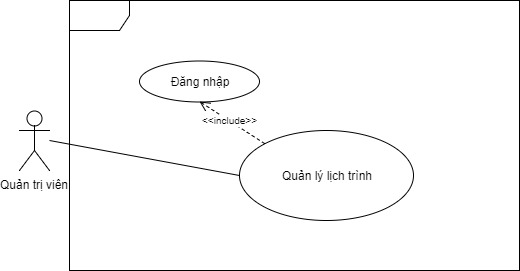 Đăng nhập
<<include>>
Quản trị viên
Quản lý lịch trình